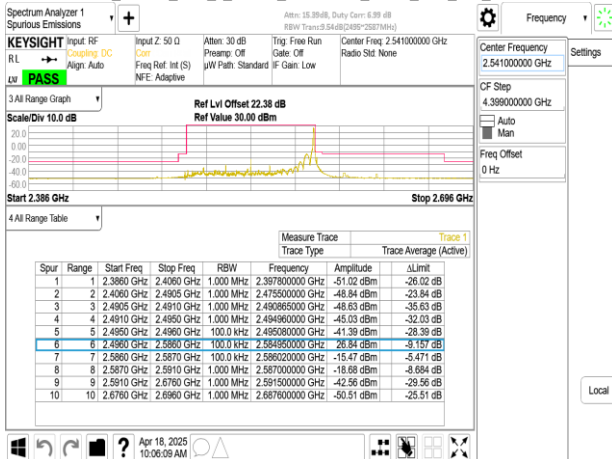 Spectrum Analyzer 1
Spurious Emissions
Attn: 15.39dB, Duty Corr: 6.99 dB
RBW Trans:9.54dB(2495~2587MHz)
Frequency
KEYSIGHT Input: RF Input Z: 50 Ω Atten: 30 dB Trig: Free Run Center Freq: 2.541000000 GHz
RL Coupling: DC Corr Preamp: Off Gate: Off Radio Std: None
Align: Auto Freq Ref: Int (S) µW Path: Standard IF Gain: Low
LXI PASS NFE: Adaptive
Center Frequency
2.541000000 GHz
Settings
CF Step
4.399000000 GHz
Auto
Man
Freq Offset
0 Hz
3 All Range Graph
Ref Lvl Offset 22.38 dB
Scale/Div 10.0 dB Ref Value 30.00 dBm
20.0
0.00
-20.0
-40.0
-60.0
Start 2.386 GHz Stop 2.696 GHz
4 All Range Table
Measure Trace Trace 1
Trace Type Trace Average (Active)
Spur Range Start Freq Stop Freq RBW Frequency Amplitude ΔLimit
1 1 2.3860 GHz 2.4060 GHz 1.000 MHz 2.397800000 GHz -51.02 dBm -26.02 dB
2 2 2.4060 GHz 2.4905 GHz 1.000 MHz 2.475500000 GHz -48.84 dBm -23.84 dB
3 3 2.4905 GHz 2.4910 GHz 1.000 MHz 2.490865000 GHz -48.63 dBm -35.63 dB
4 4 2.4910 GHz 2.4950 GHz 1.000 MHz 2.494960000 GHz -45.03 dBm -32.03 dB
5 5 2.4950 GHz 2.4960 GHz 100.0 kHz 2.495080000 GHz -41.39 dBm -28.39 dB
6 6 2.4960 GHz 2.5860 GHz 100.0 kHz 2.584950000 GHz 26.84 dBm -9.157 dB
7 7 2.5860 GHz 2.5870 GHz 100.0 kHz 2.586020000 GHz -15.47 dBm -5.471 dB
8 8 2.5870 GHz 2.5910 GHz 1.000 MHz 2.587000000 GHz -18.68 dBm -8.684 dB
9 9 2.5910 GHz 2.6760 GHz 1.000 MHz 2.591500000 GHz -42.56 dBm -29.56 dB
10 10 2.6760 GHz 2.6960 GHz 1.000 MHz 2.687600000 GHz -50.51 dBm -25.51 dB
Local
Apr 18, 2025
10:06:09 AM